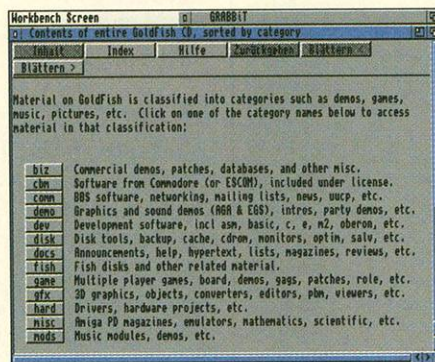 Workbench Screen GRABBiT
Contents of entire GoldFish CD, sorted by category
Inhalt Index Hilfe Zurückgehen Blättern <
Blättern >
Material on GoldFish is classified into categories such as demos, games,
music, pictures, etc. Click on one of the category names below to access
material in that classification:
biz Commercial demos, patches, databases, and other misc.
cbm Software from Commodore (or ESCOM), included under license.
comm BBS software, networking, mailing lists, news, uucp, etc.
demo Graphics and sound demos (AGA & EGS), intros, party demos, etc.
dev Development software, incl asm, basic, c, e, m2, oberon, etc.
disk Disk tools, backup, cache, cdrom, monitors, optim, salv, etc.
docs Announcements, help, hypertext, lists, magazines, reviews, etc.
fish Fish disks and other related material.
game Multiple player games, board, demos, gags, patches, role, etc.
gfx 3D graphics, objects, converters, editors, pbm, viewers, etc.
hard Drivers, hardware projects, etc.
misc Amiga PD magazines, emulators, mathematics, scientific, etc.
mods Music modules, demos, etc.